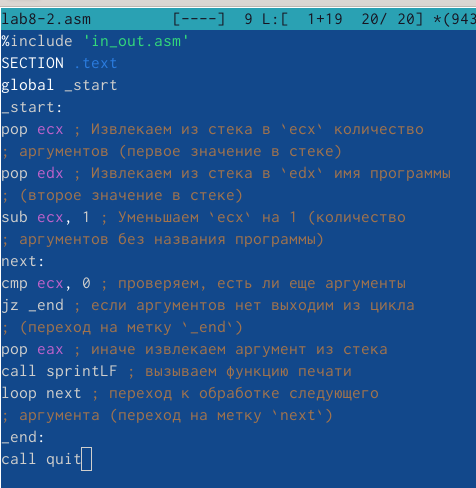 lab8-2.asm [----] 9 L:[ 1+19 20/ 20] *(943
%include 'in_out.asm'
SECTION .text
global _start
_start:
pop ecx ; Извлекаем из стека в `ecx` количество
; аргументов (первое значение в стеке)
pop edx ; Извлекаем из стека в `edx` имя программы
; (второе значение в стеке)
sub ecx, 1 ; Уменьшаем `ecx` на 1 (количество
; аргументов без названия программы)
next:
cmp ecx, 0 ; проверяем, есть ли еще аргументы
jz _end ; если аргументов нет выходим из цикла
; (переход на метку `_end`)
pop eax ; иначе извлекаем аргумент из стека
call sprintLF ; вызываем функцию печати
loop next ; переход к обработке следующего
; аргумента (переход на метку `next`)
_end:
call quit